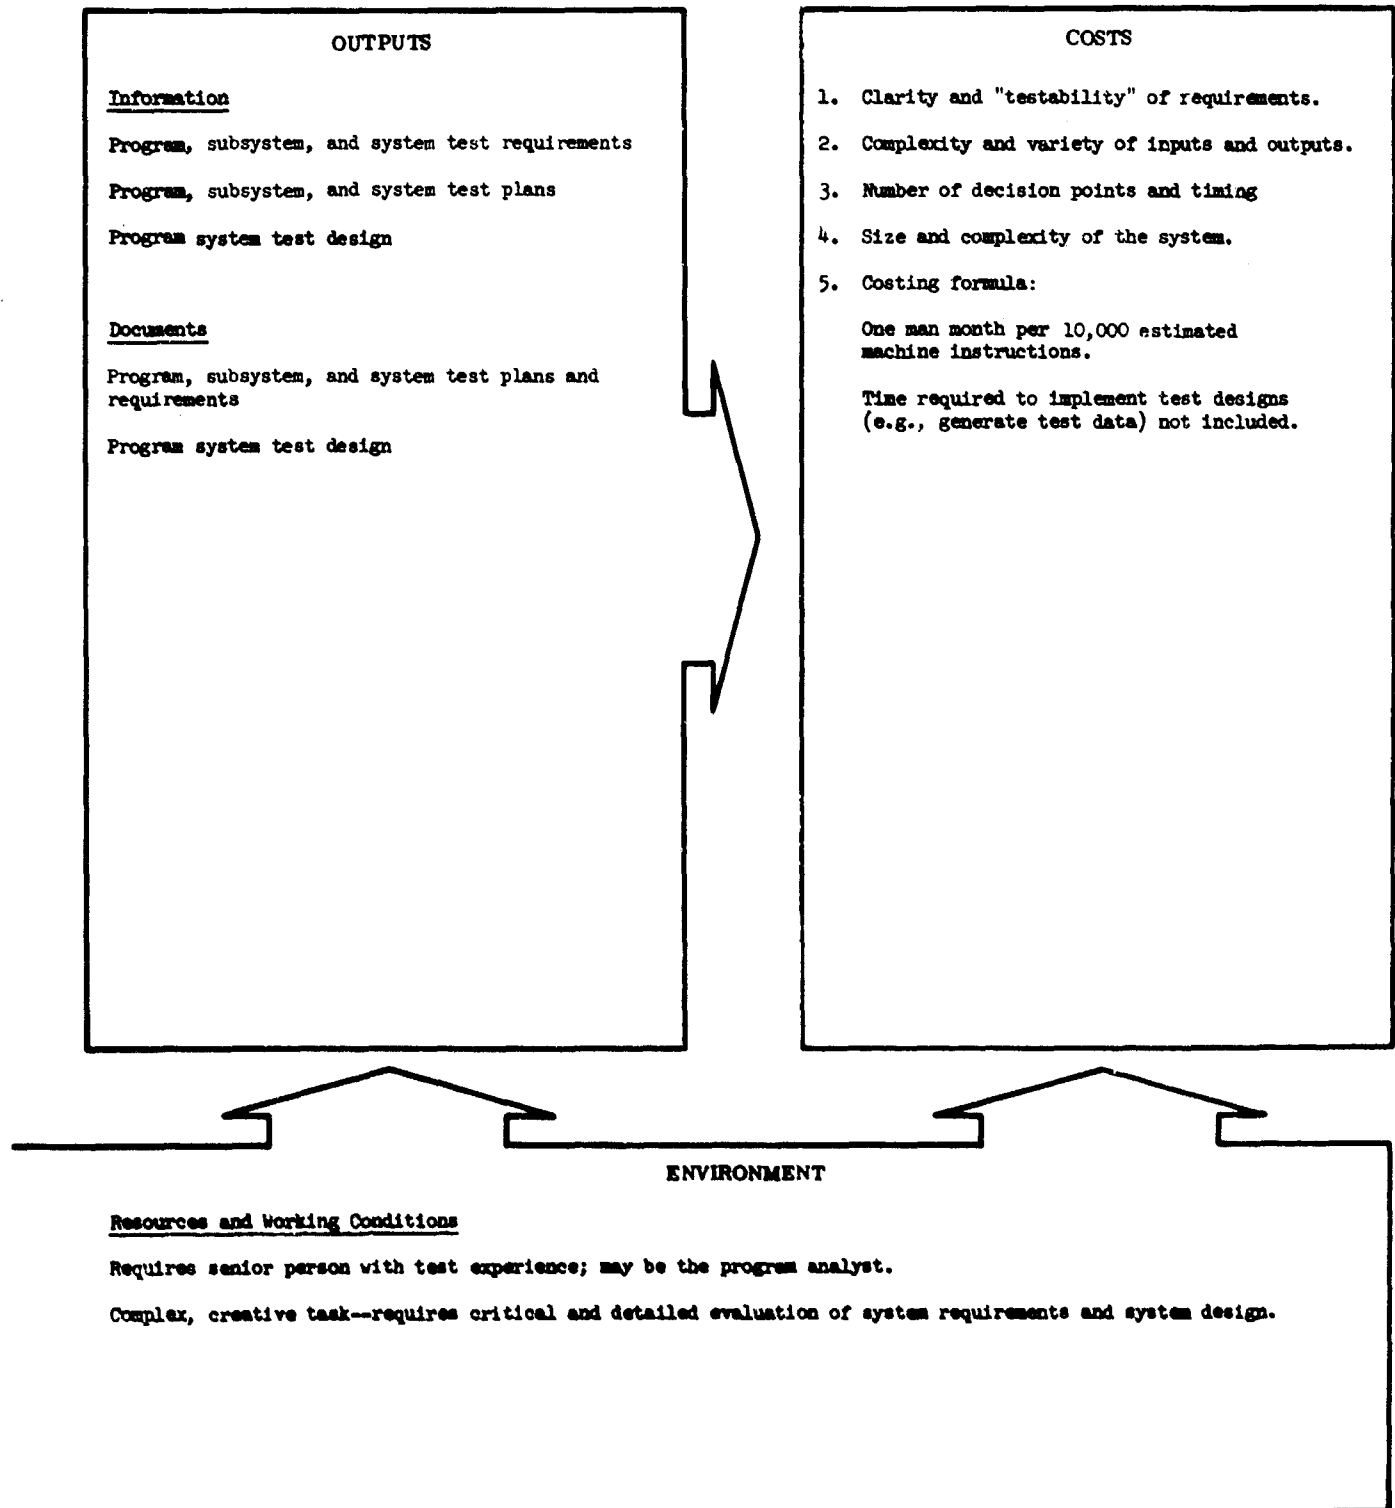 OUTPUTS
Information
Program, subsystem, and system test requirements
Program, subsystem, and system test plans
Program system test design
Documents
Program, subsystem, and system test plans and
requirements
Program system test design
COSTS
1. Clarity and "testability" of requirements.
2. Complexity and variety of inputs and outputs.
3. Number of decision points and timing
4. Size and complexity of the system.
5. Costing formula:
One man month per 10,000 estimated
machine instructions.
Time required to implement test designs
(e.g., generate test data) not included.
ENVIRONMENT
Resources and Working Conditions
Requires senior person with test experience; may be the program analyst.
Complex, creative task--requires critical and detailed evaluation of system requirements and system design.